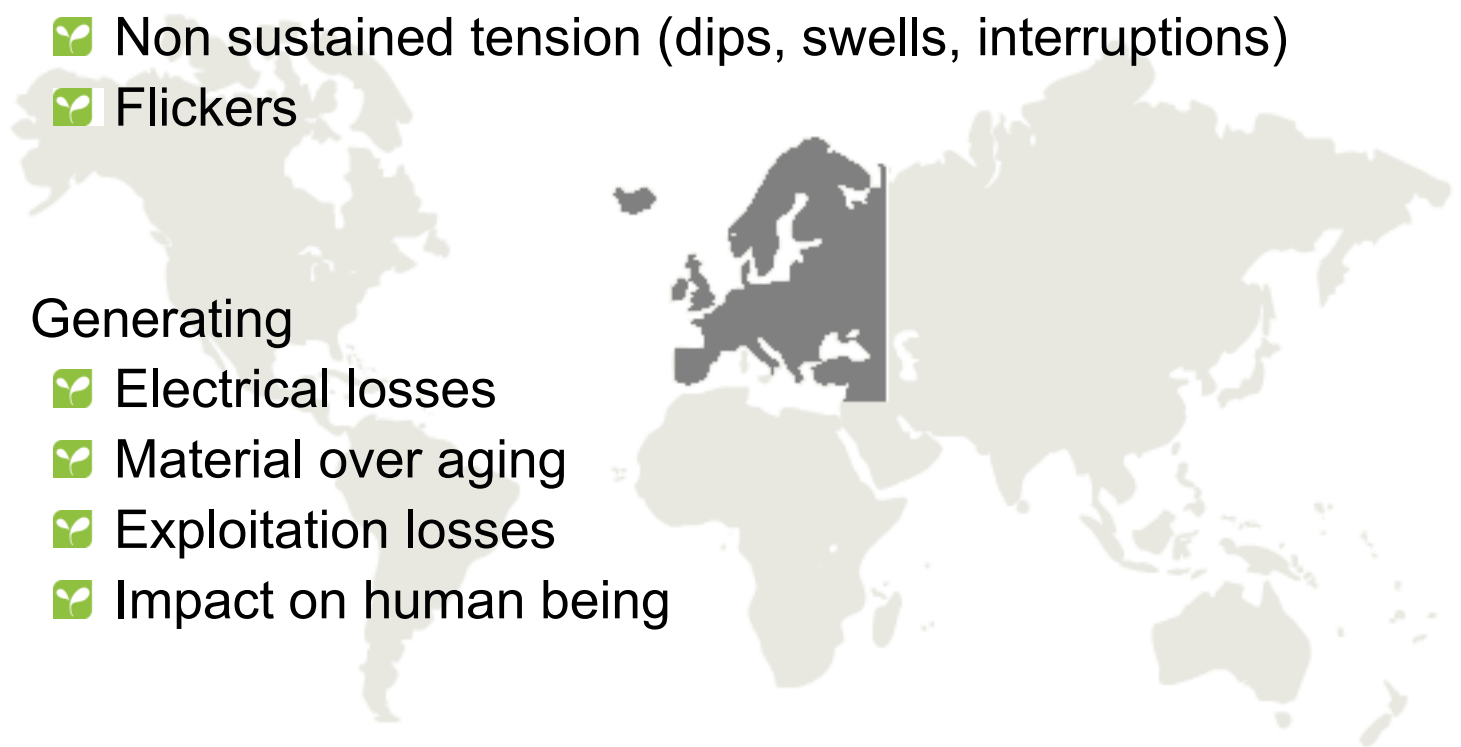 Non sustained tension (dips, swells, interruptions)
Flickers
Generating
Electrical losses
Material over aging
Exploitation losses
Impact on human being